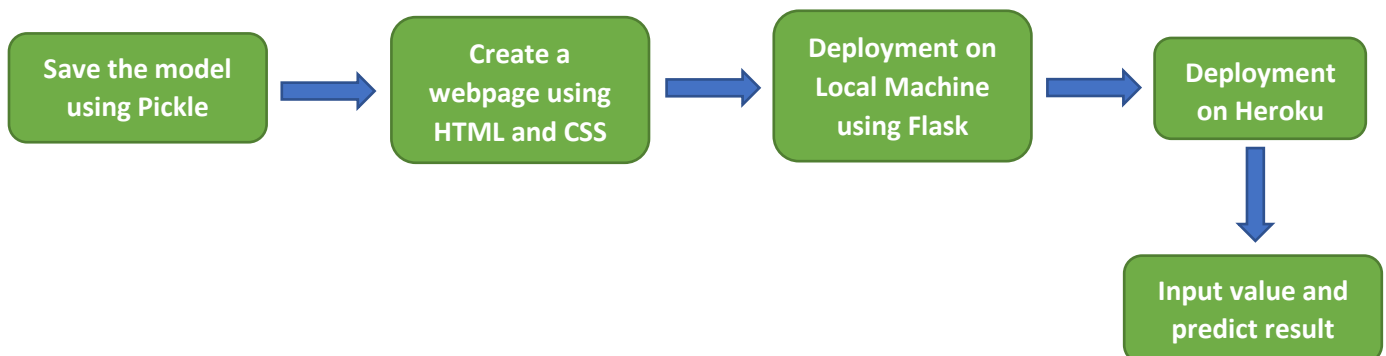 Save the model
using Pickle
Create a
webpage using
HTML and CSS
Deployment on
Local Machine
using Flask
Deployment
on Heroku
Input value and
predict result